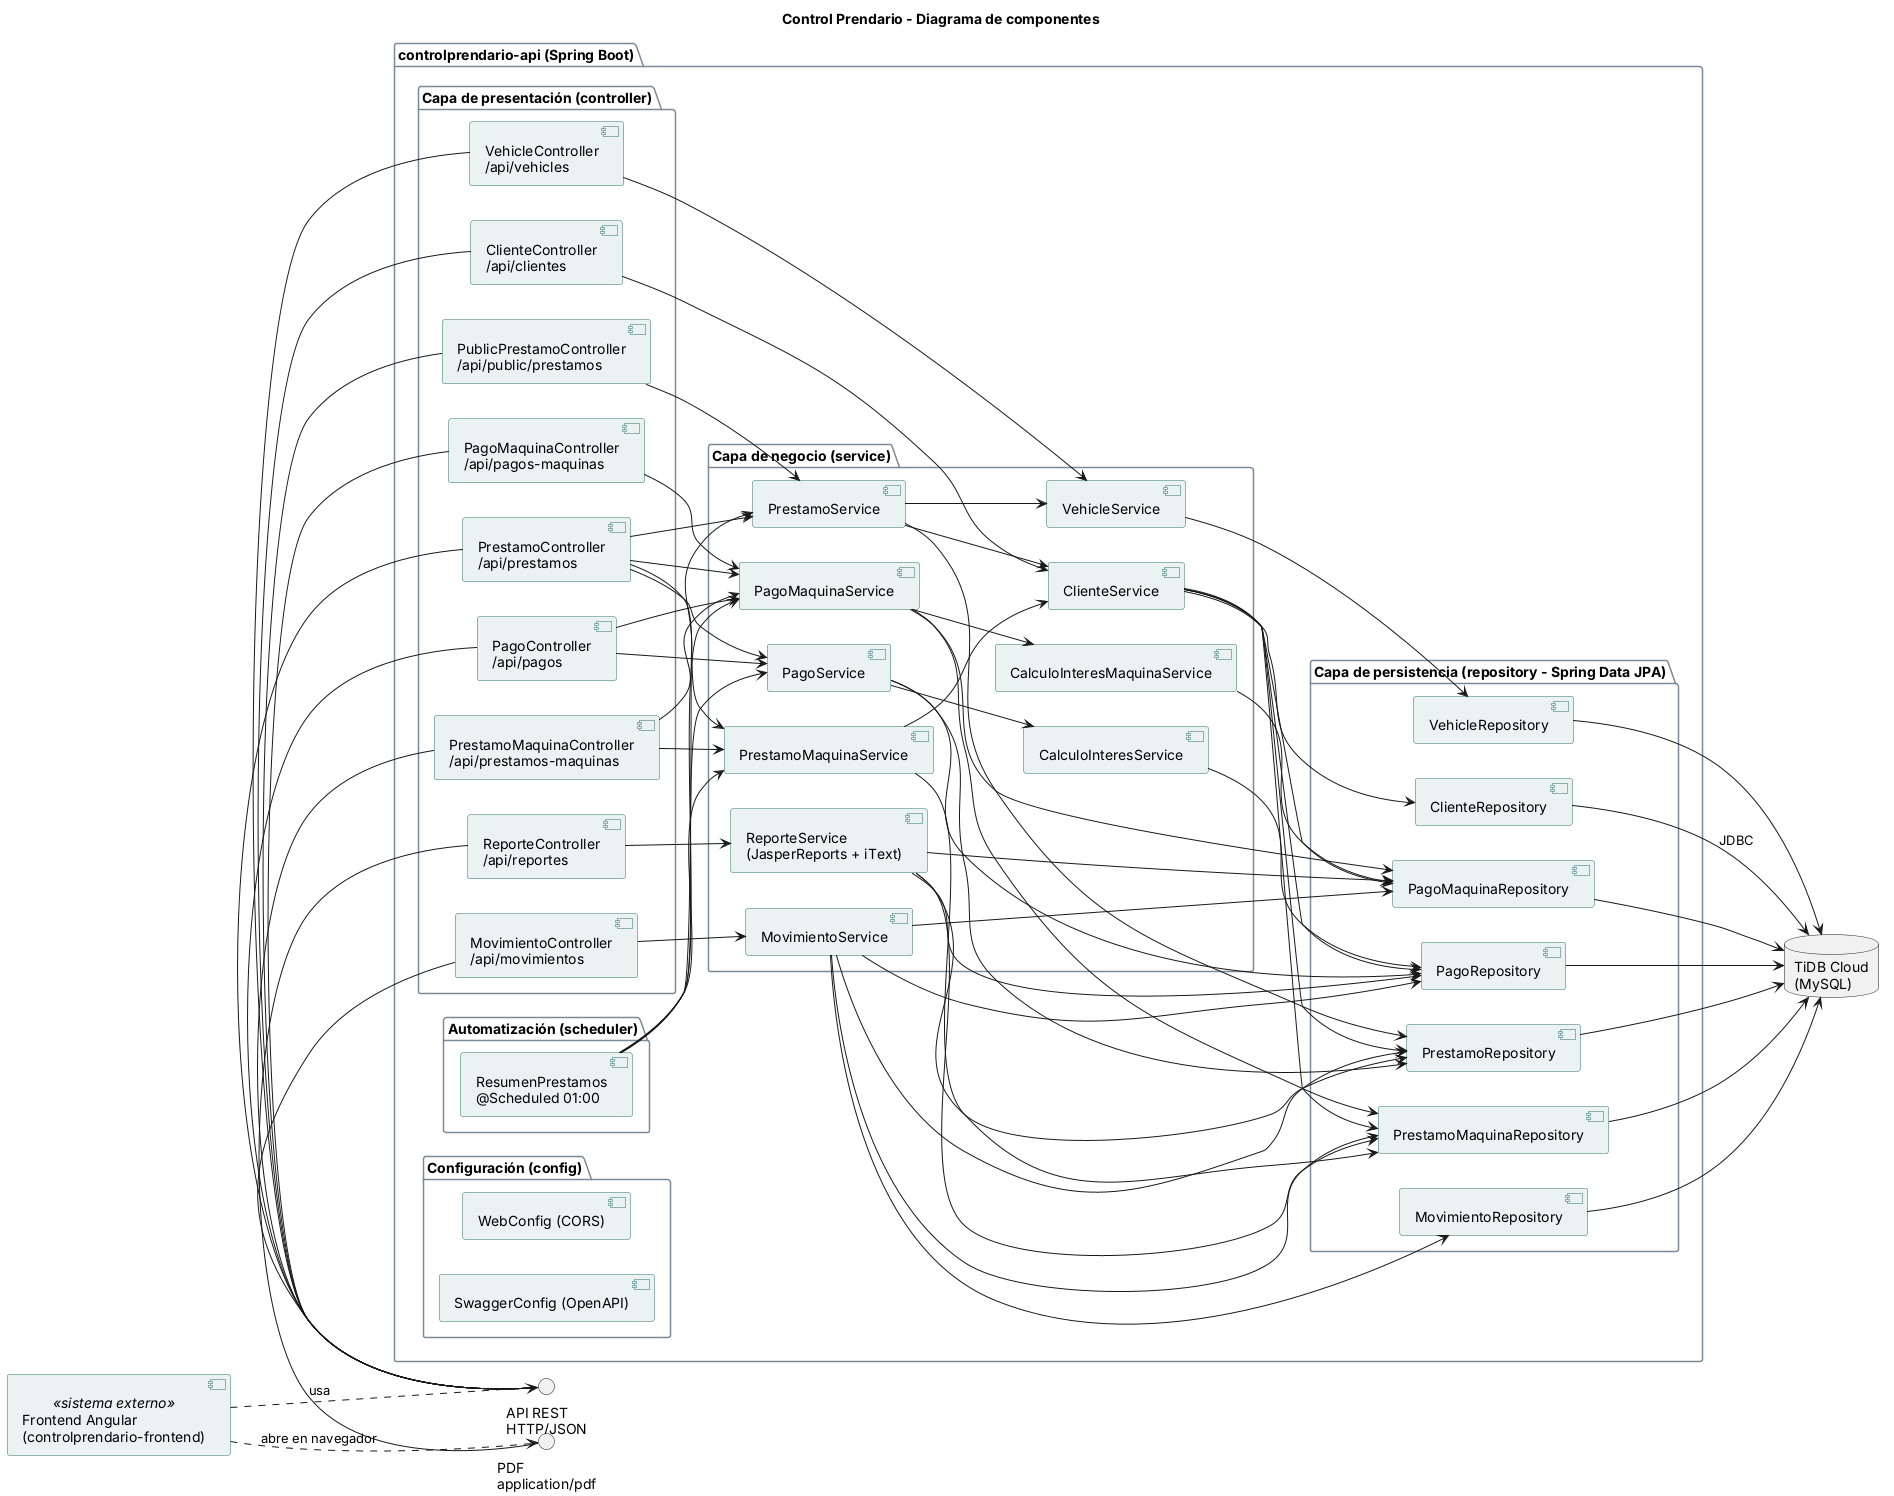 Control Prendario - Diagrama de componentes
controlprendario-api (Spring Boot)
Capa de presentación (controller)
VehicleController
/api/vehicles
ClienteController
/api/clientes
PublicPrestamoController
/api/public/prestamos
PagoMaquinaController
/api/pagos-maquinas
PrestamoController
/api/prestamos
PagoController
/api/pagos
PrestamoMaquinaController
/api/prestamos-maquinas
ReporteController
/api/reportes
MovimientoController
/api/movimientos
Automatización (scheduler)
ResumenPrestamos
@Scheduled 01:00
Configuración (config)
WebConfig (CORS)
SwaggerConfig (OpenAPI)
Capa de negocio (service)
PrestamoService
VehicleService
PagoMaquinaService
ClienteService
PagoService
CalculoInteresMaquinaService
PrestamoMaquinaService
CalculoInteresService
ReporteService
(JasperReports + iText)
MovimientoService
Capa de persistencia (repository - Spring Data JPA)
VehicleRepository
ClienteRepository
PagoMaquinaRepository
PagoRepository
PrestamoRepository
PrestamoMaquinaRepository
MovimientoRepository
JDBC
TiDB Cloud
(MySQL)
«sistema externo»
Frontend Angular
(controlprendario-frontend)
usa
abre en navegador
API REST
HTTP/JSON
PDF
application/pdf